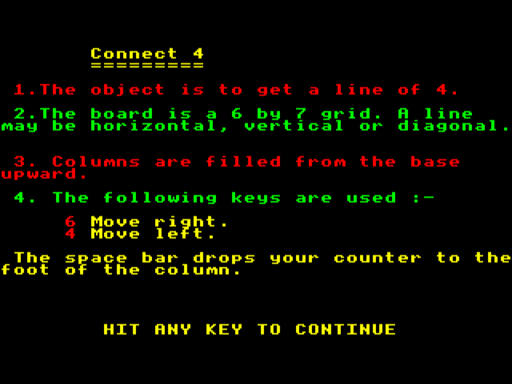 Connect 4
=========
1.The object is to get a line of 4.
2.The board is a 6 by 7 grid. A line
may be horizontal, vertical or diagonal.
3. Columns are filled from the base
upward.
4. The following keys are used :-
6 Move right.
4 Move left.
The space bar drops your counter to the
foot of the column.
HIT ANY KEY TO CONTINUE